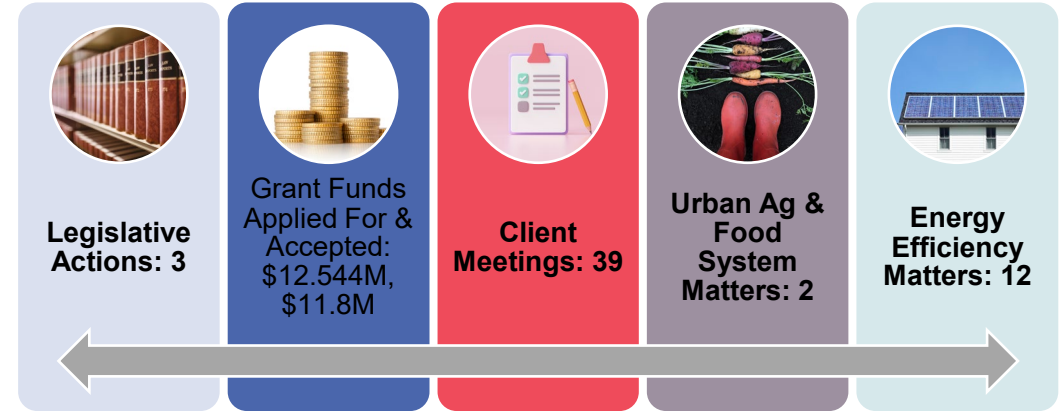 Legislative
Actions: 3
Grant Funds
Applied For &
Accepted:
$12.544M,
$11.8M
Client
Meetings: 39
Urban Ag &
Food
System
Matters: 2
Energy
Efficiency
Matters: 12